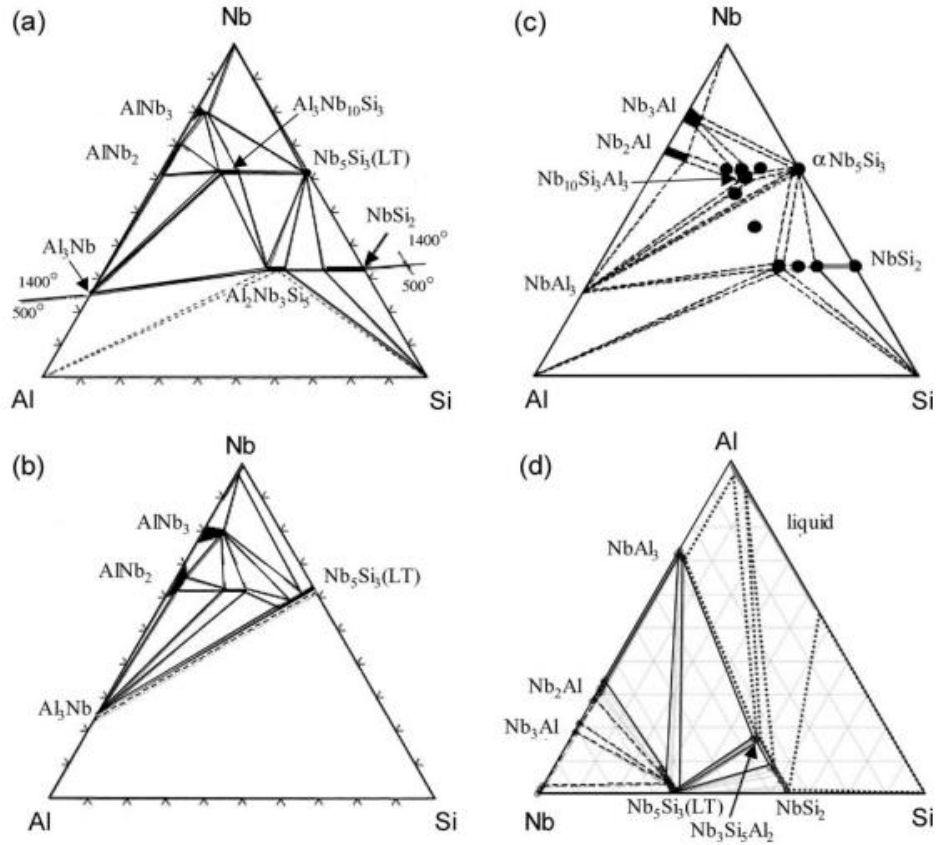 (a)
Nb
AlNb₃
Al₃Nb₁₀Si₃
AlNb₂
Nb₅Si₃(LT)
NbSi₂
Al₃Nb
1400°
1400°
500°
500°
Al₂Nb₃Si₅
Al
Si
(c)
Nb
Nb₃Al
Nb₂Al
αNb₅Si₃
Nb₁₀Si₃Al₃
NbAl₃
NbSi₂
Al
Si
(b)
Nb
AlNb₃
AlNb₂
Nb₅Si₃(LT)
Al₃Nb
Al
Si
(d)
Al
liquid
NbAl₃
Nb₂Al
Nb₃Al
Nb
Nb₅Si₃(LT)
NbSi₂
Nb₃Si₅Al₂
Si